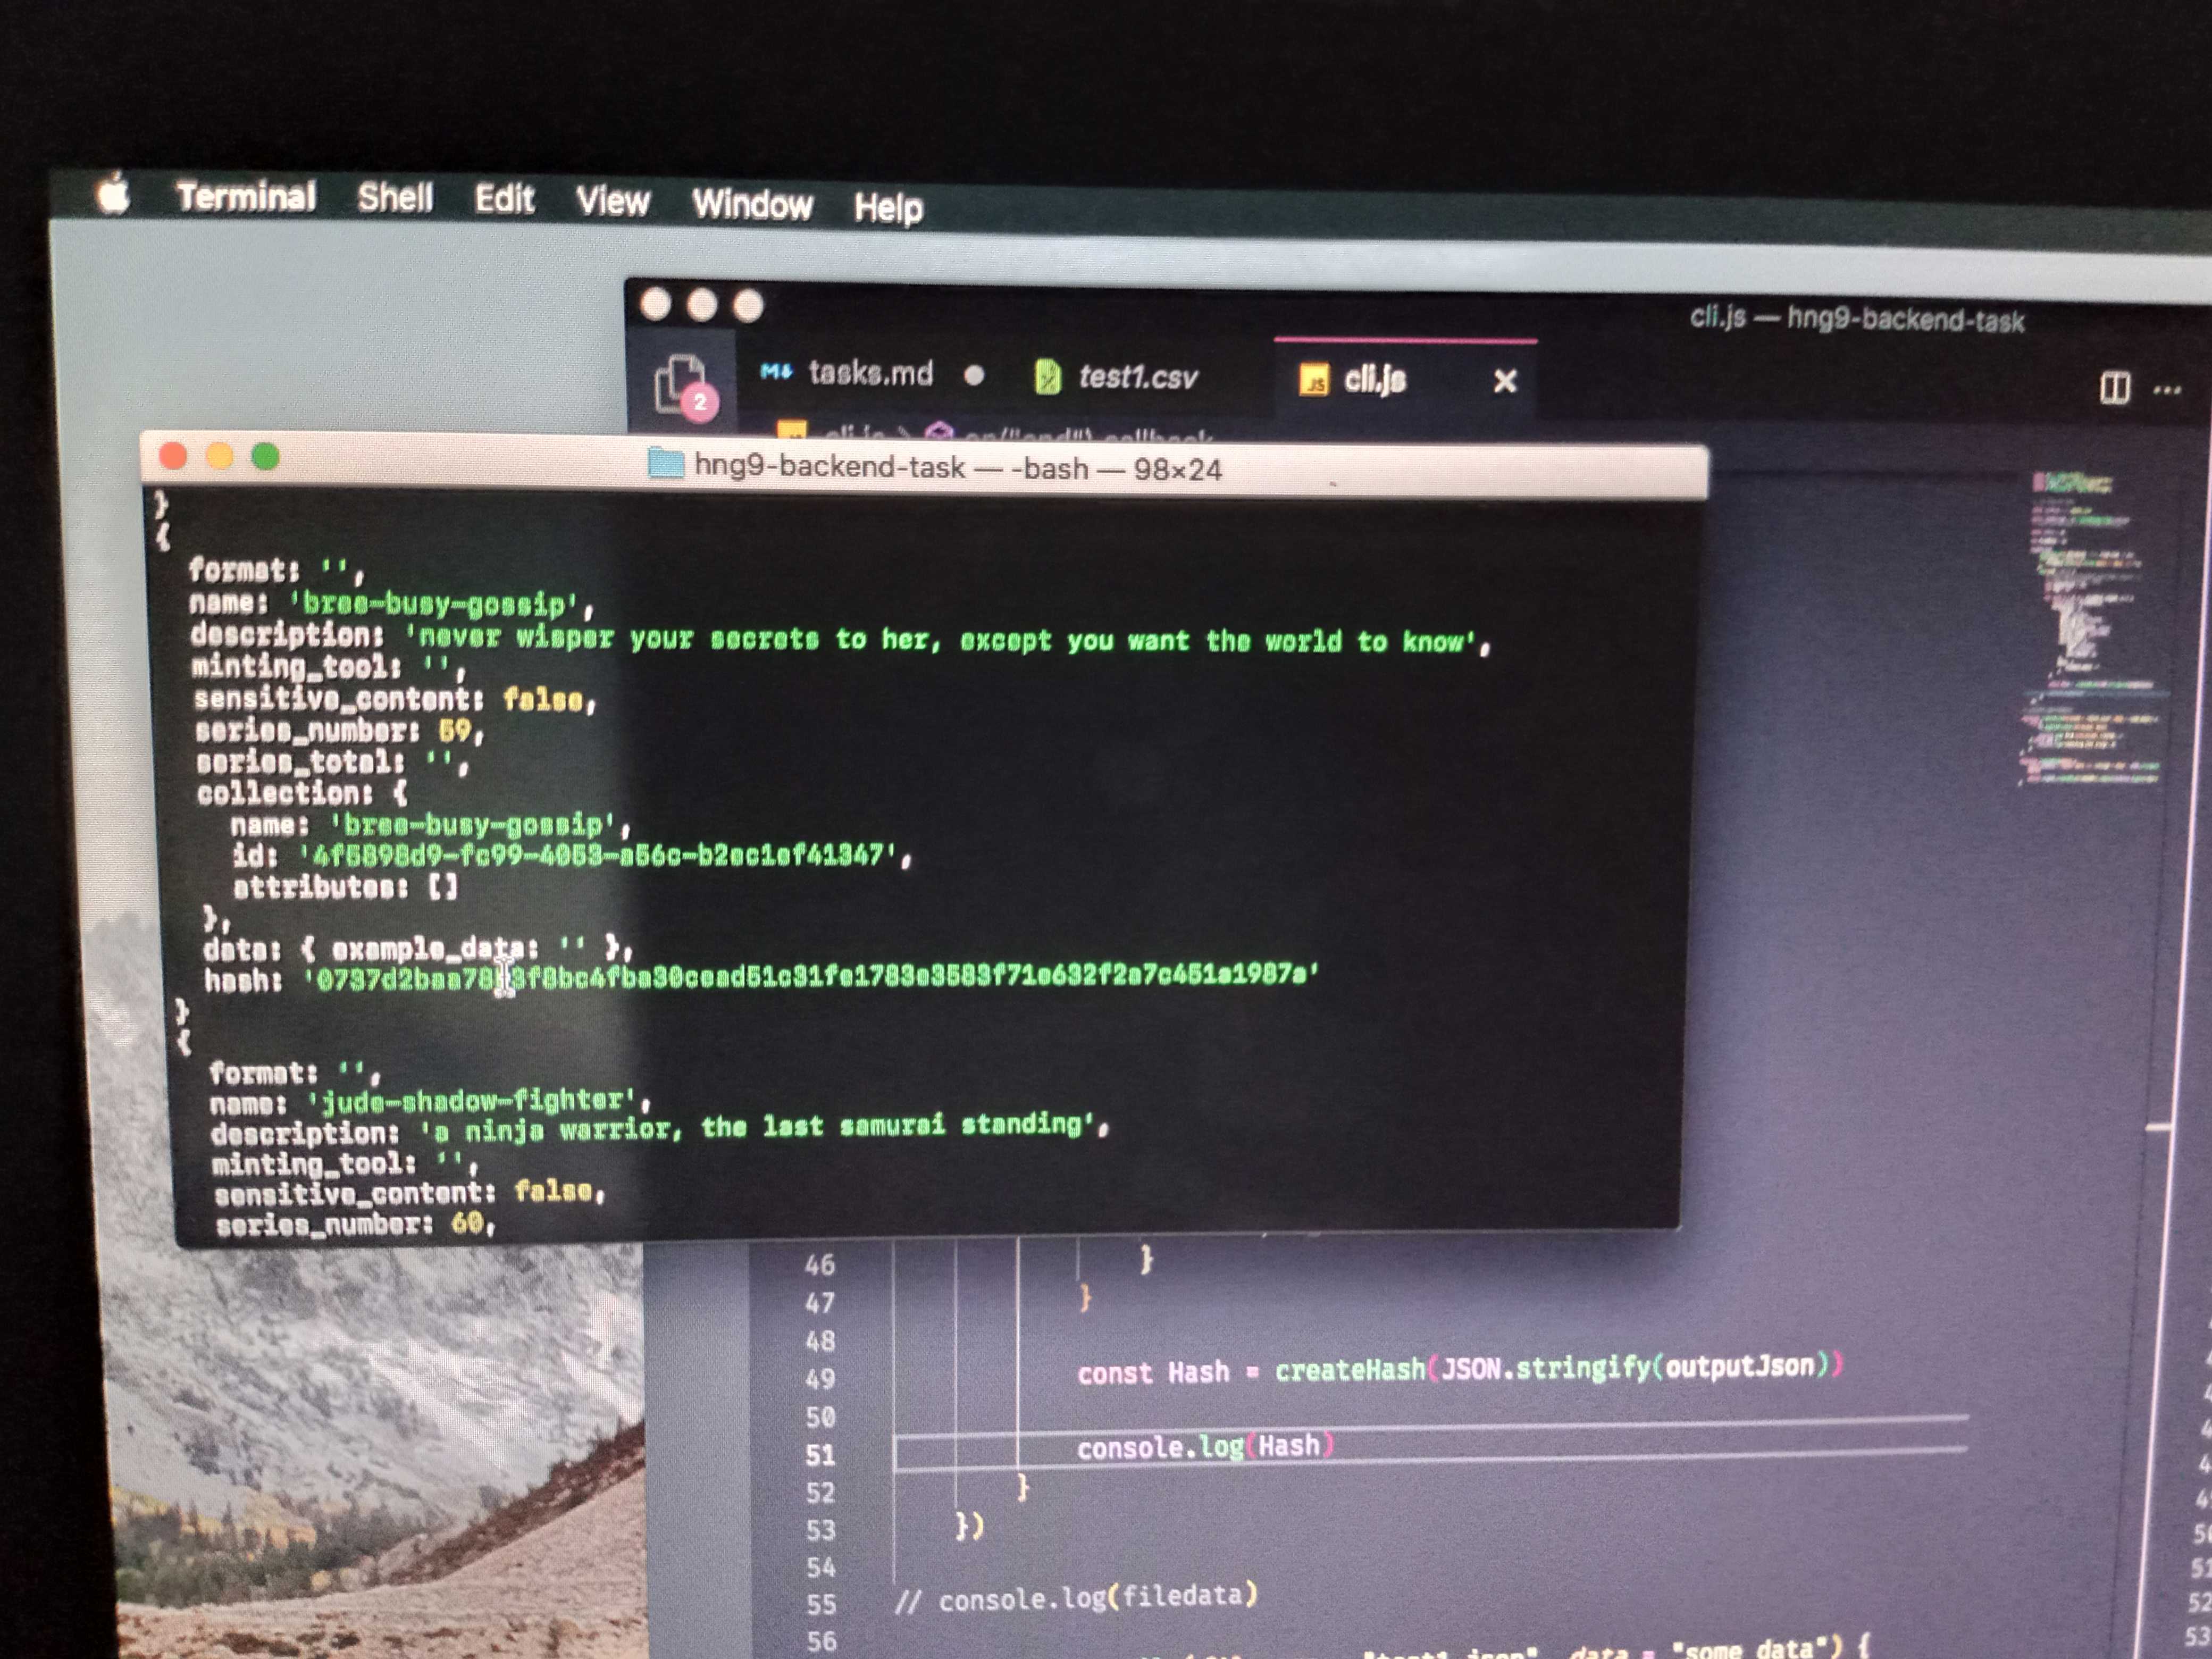 Terminal Shell Edit View Window Help
cli.js — hng9-backend-task
tasks.md test1.csv cli.js
2
hng9-backend-task — -bash — 98×24
}
{
format: '',
name: 'bree-busy-gossip',
description: 'never wisper your secrets to her, except you want the world to know',
minting_tool: '',
sensitive_content: false,
series_number: 59,
series_total: '',
collection: {
name: 'bree-busy-gossip',
id: '4f5898d9-fc99-4053-a56c-b2ec1ef41347',
attributes: []
},
data: { example_data: '' },
hash:
}
{
format: '',
name: 'jude-shadow-fighter',
description: 'a ninja warrior, the last samurai standing',
minting_tool: '',
sensitive_content: false,
series_number: 60,
46 }
47 }
48
49 const Hash = createHash(JSON.stringify(outputJson))
50
51 console.log(Hash)
52 }
53 })
54
55 // console.log(filedata)
56
"test1.json", data = "some data") {